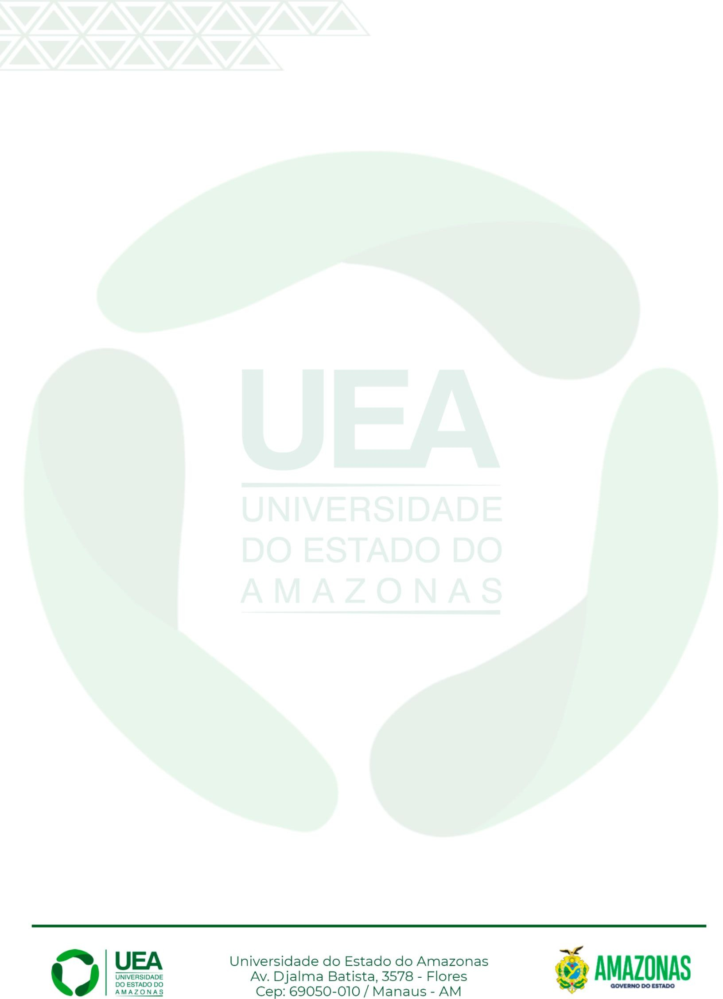 UEA
UNIVERSIDADE
DO ESTADO DO
AMAZONAS
UEA
UNIVERSIDADE
DO ESTADO DO
AMAZONAS
Universidade do Estado do Amazonas
Av. Djalma Batista, 3578 - Flores
Cep: 69050-010 / Manaus - AM
AMAZONAS
GOVERNO DO ESTADO